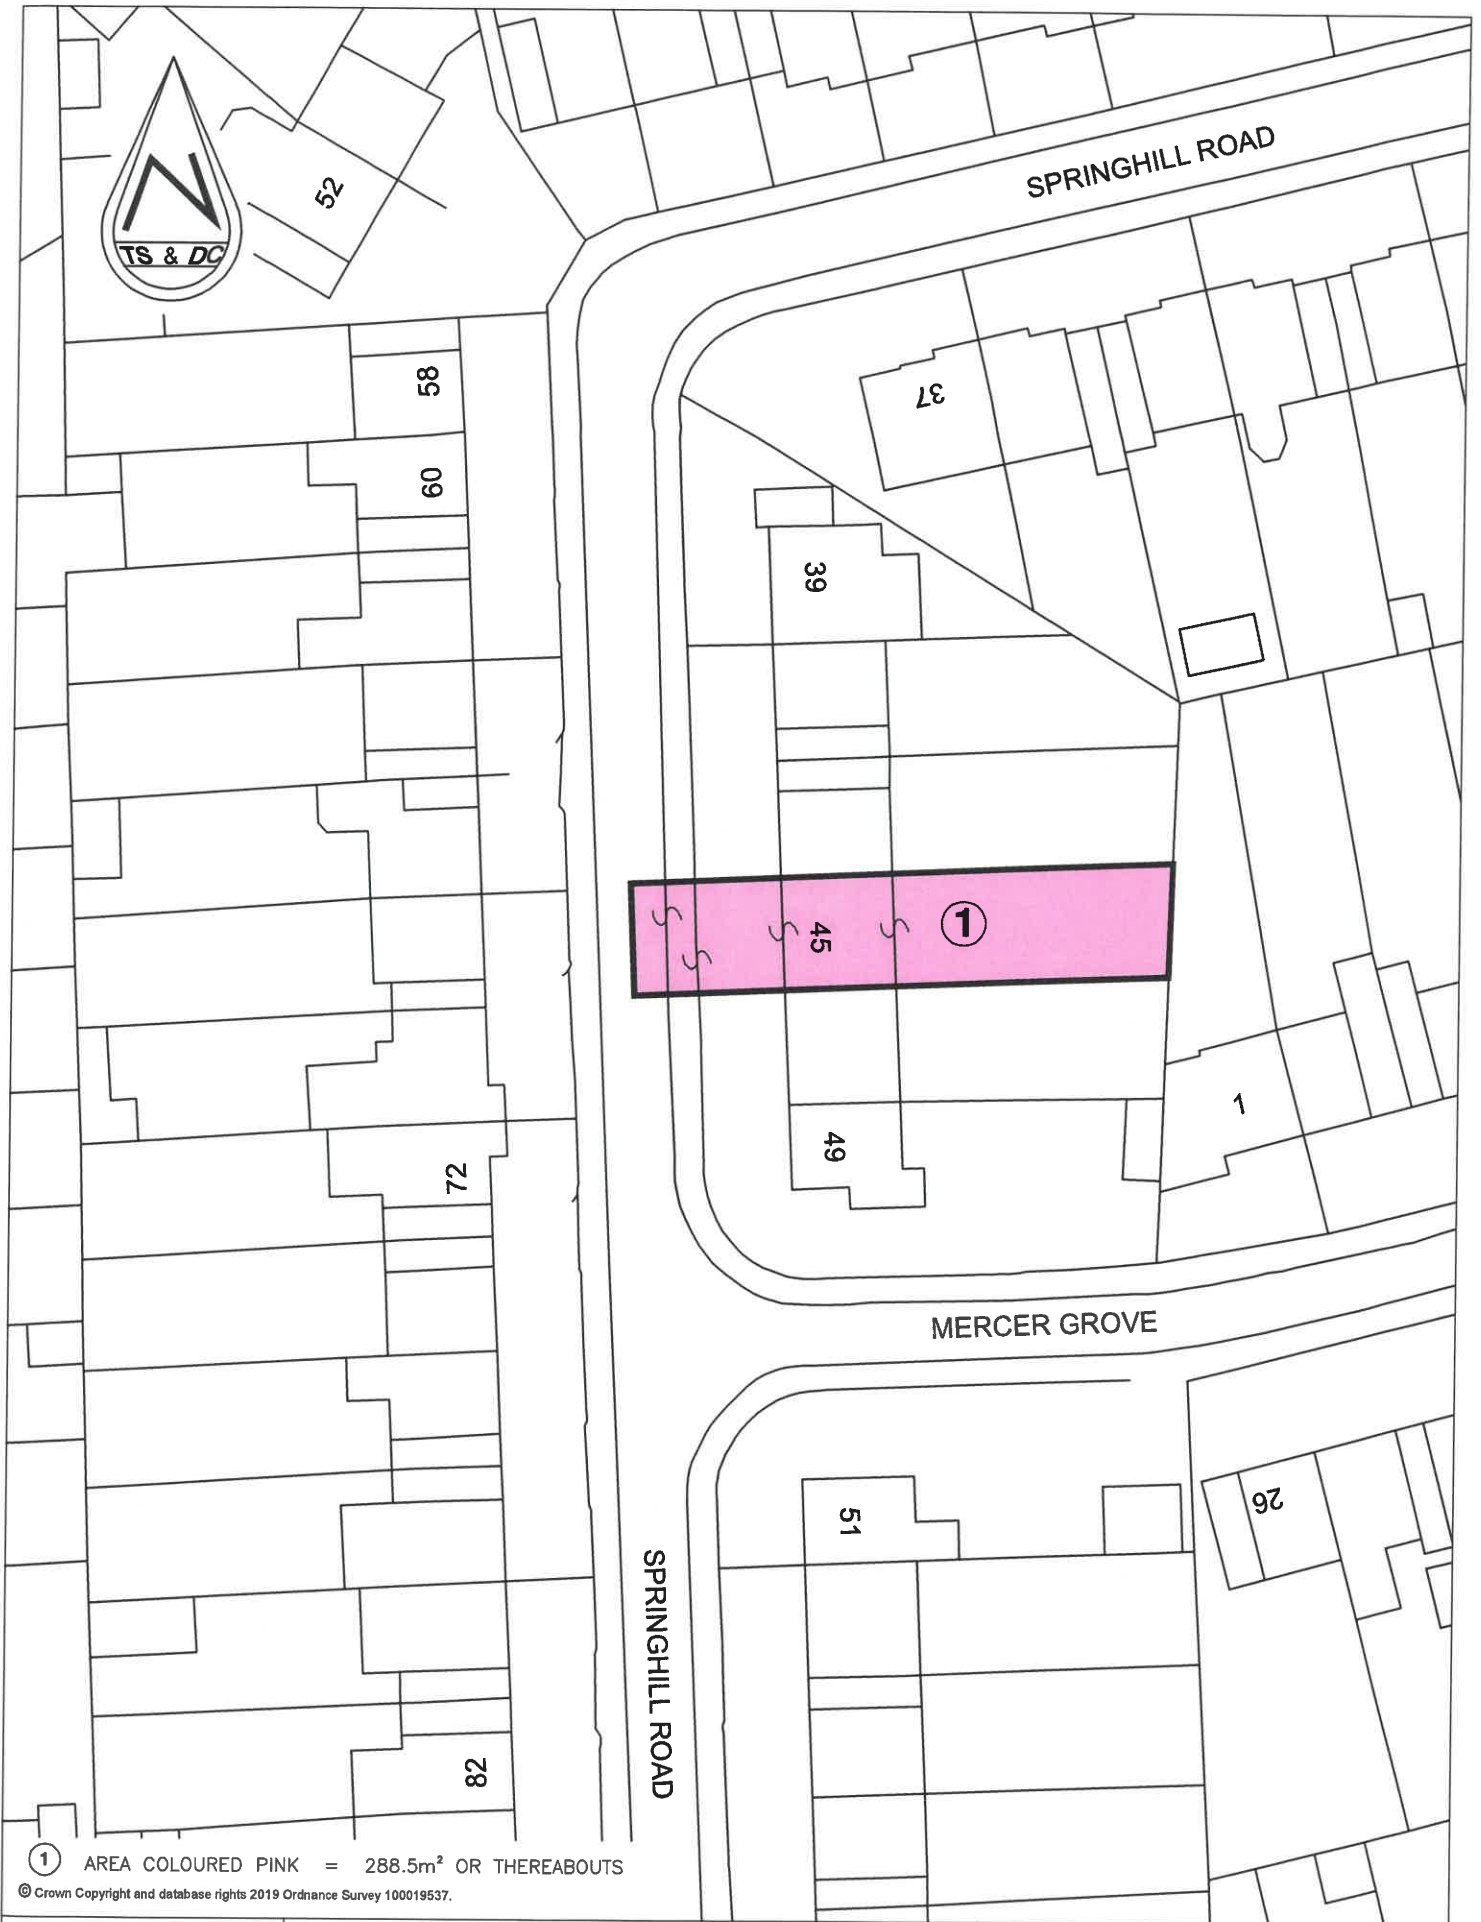 SPRINGHILL ROAD
52
N
TS & DC
58
37
60
39
① 
45
1
49
72
MERCER GROVE
26
51
SPRINGHILL ROAD
82
① AREA COLOURED PINK = 288.5m² OR THEREABOUTS
© Crown Copyright and database rights 2019 Ordnance Survey 100019537.